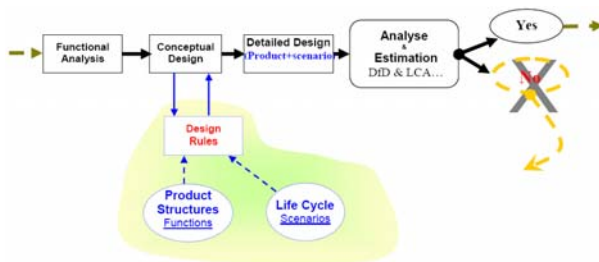 Functional
Analysis
Conceptual
Design
Detailed Design
(Product+scenario
Analyse
&
Estimation
DfD & LCA…
Yes
No
Design
Rules
Product
Structures
Functions
Life Cycle
Scenarios